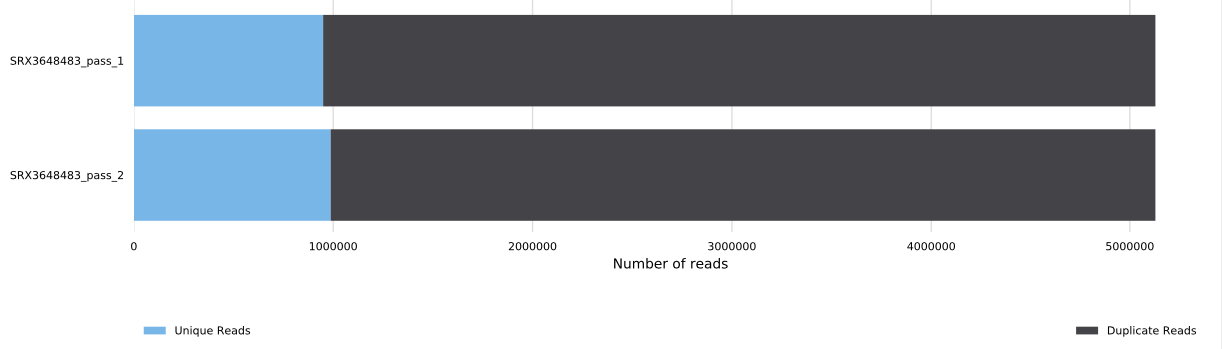 SRX3648483_pass_1
SRX3648483_pass_2
0 1000000 2000000 3000000 4000000 5000000
Number of reads
Unique Reads Duplicate Reads